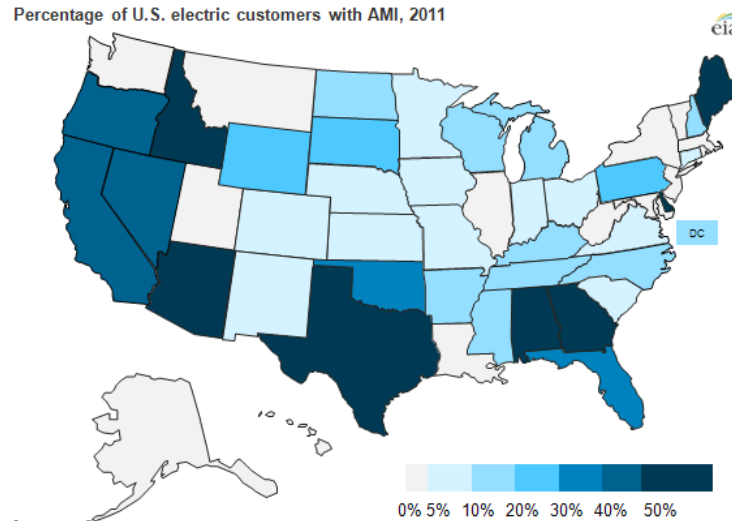 Percentage of U.S. electric customers with AMI, 2011
eia
DC
0% 5% 10% 20% 30% 40% 50%